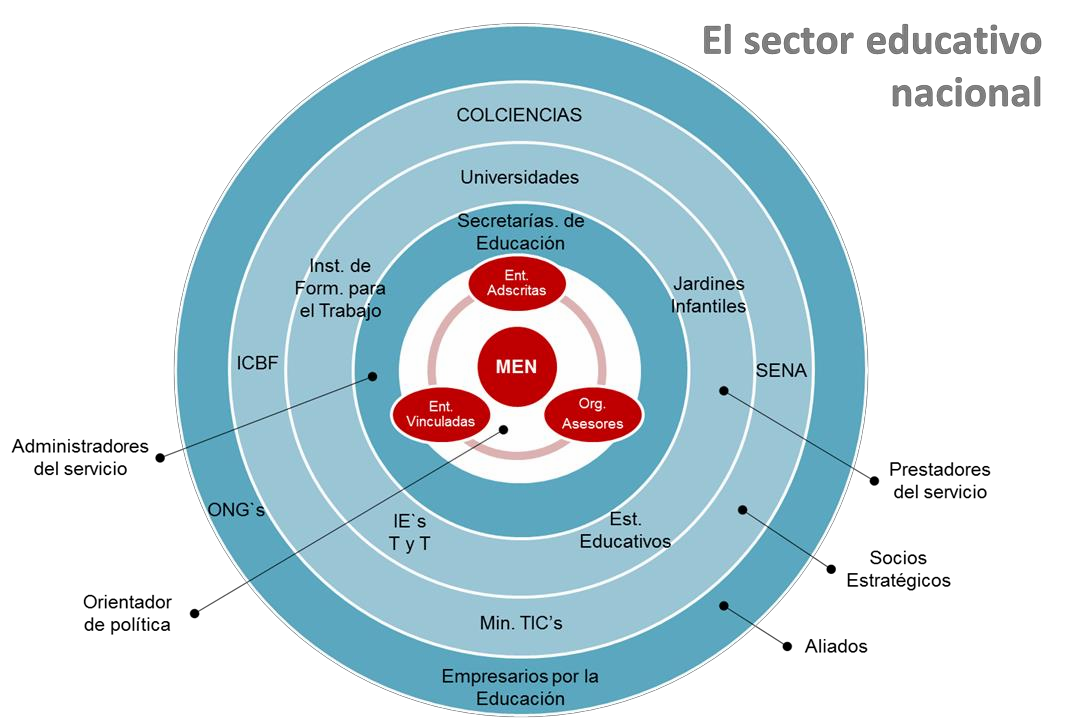 El sector educativo
nacional
COLCIENCIAS
Universidades
Secretarías. de
Educación
Inst. de
Form. para
el Trabajo
Ent.
Adscritas
Jardines
Infantiles
ICBF
MEN
SENA
Ent.
Vinculadas
Org.
Asesores
Administradores
del servicio
Prestadores
del servicio
ONG`s
IE`s
T y T
Est.
Educativos
Socios
Estratégicos
Orientador
de política
Min. TIC’s
Aliados
Empresarios por la
Educación